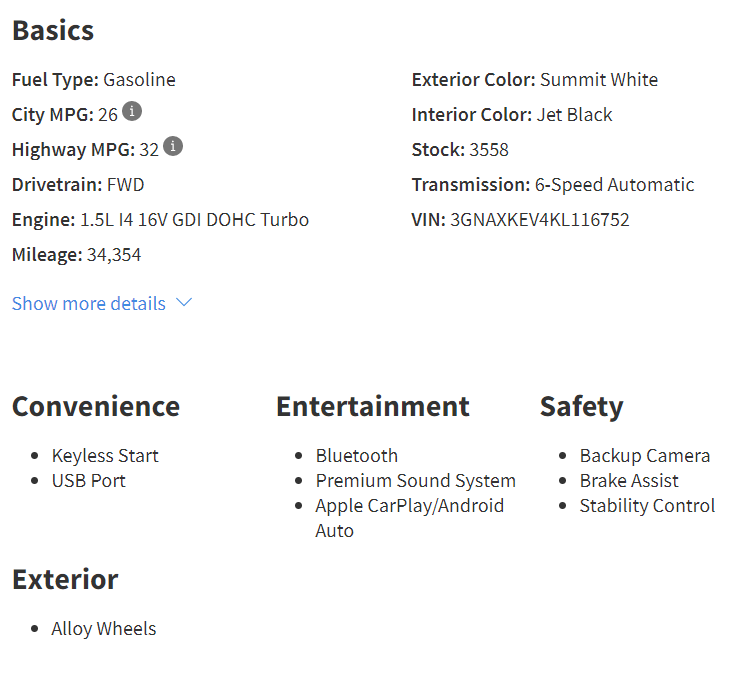 Basics
Fuel Type: Gasoline
City MPG: 26 i
Highway MPG: 32 i
Drivetrain: FWD
Engine: 1.5L I4 16V GDI DOHC Turbo
Mileage: 34,354
Exterior Color: Summit White
Interior Color: Jet Black
Stock: 3558
Transmission: 6-Speed Automatic
VIN: 3GNAXKEV4KL116752
Show more details
Convenience
Keyless Start
USB Port
Entertainment
Bluetooth
Premium Sound System
Apple CarPlay/Android
Auto
Safety
Backup Camera
Brake Assist
Stability Control
Exterior
Alloy Wheels